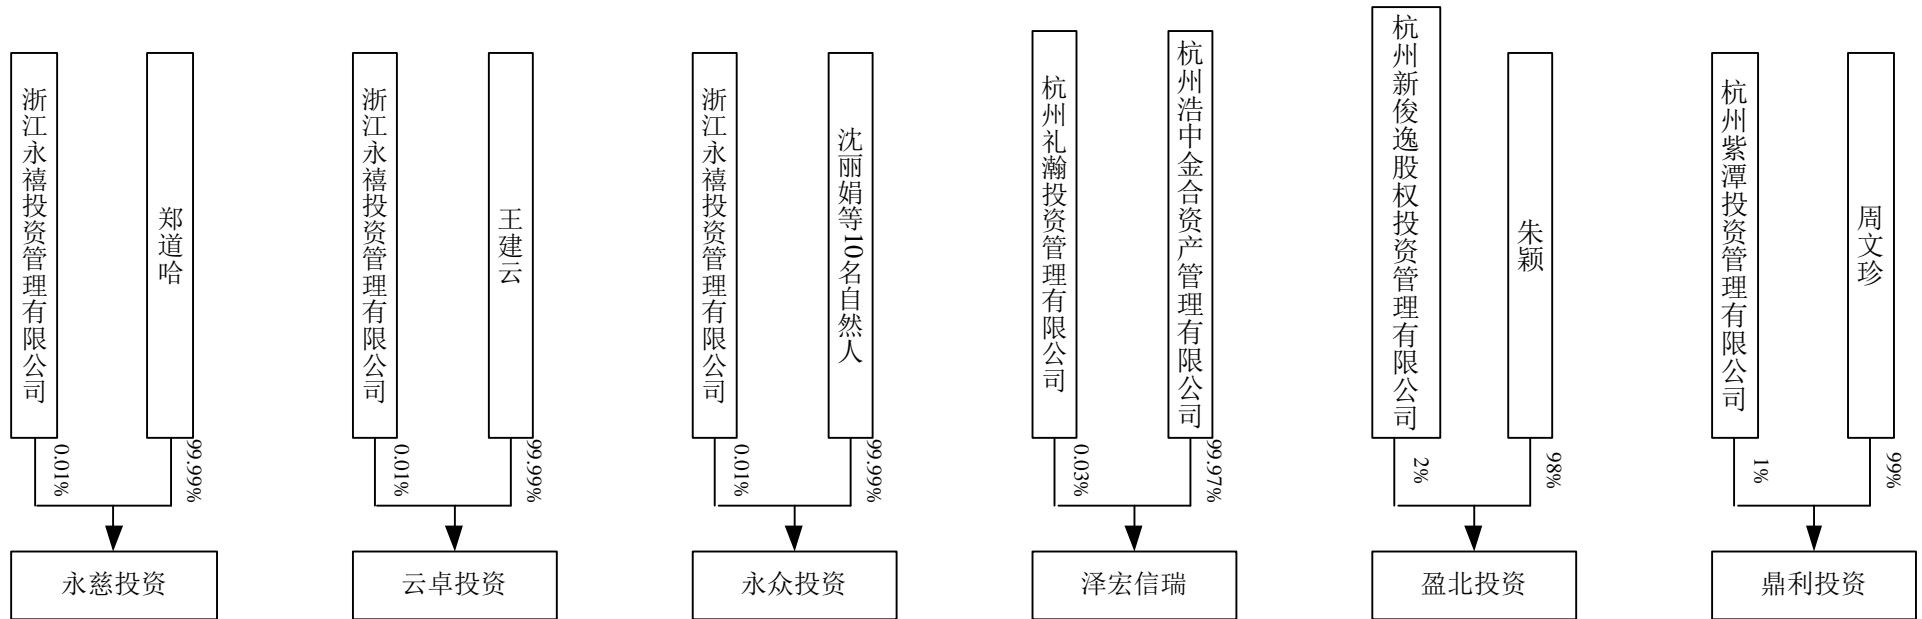 浙江永禧投资管理有限公司
郑道哈
0.01%
99.99%
永慈投资
浙江永禧投资管理有限公司
王建云
0.01%
99.99%
云卓投资
浙江永禧投资管理有限公司
沈丽娟等10名自然人
0.01%
99.99%
永众投资
杭州礼瀚投资管理有限公司
杭州浩中金合资产管理有限公司
0.03%
99.97%
泽宏信瑞
杭州新俊逸股权投资管理有限公司
朱颖
2%
98%
盈北投资
杭州紫潭投资管理有限公司
周文珍
1%
99%
鼎利投资